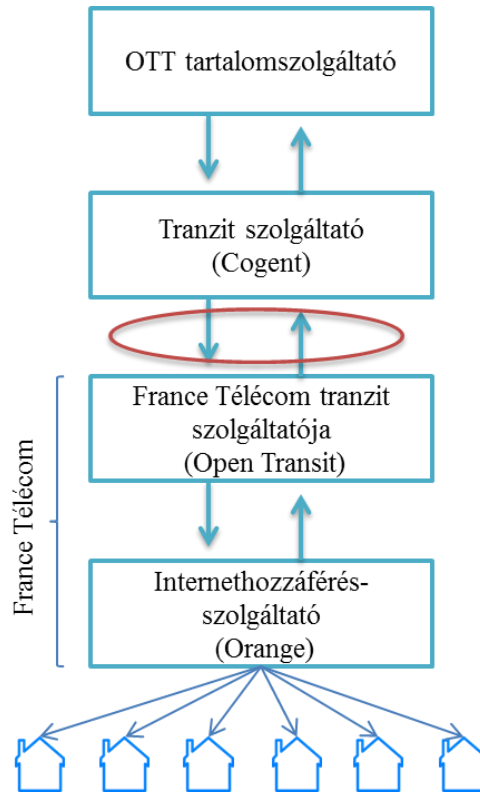 OTT tartalomszolgáltató
Tranzit szolgáltató
(Cogent)
France Télécom tranzit
szolgáltatója
(Open Transit)
Internethozzáférés-
szolgáltató
(Orange)
France Télécom